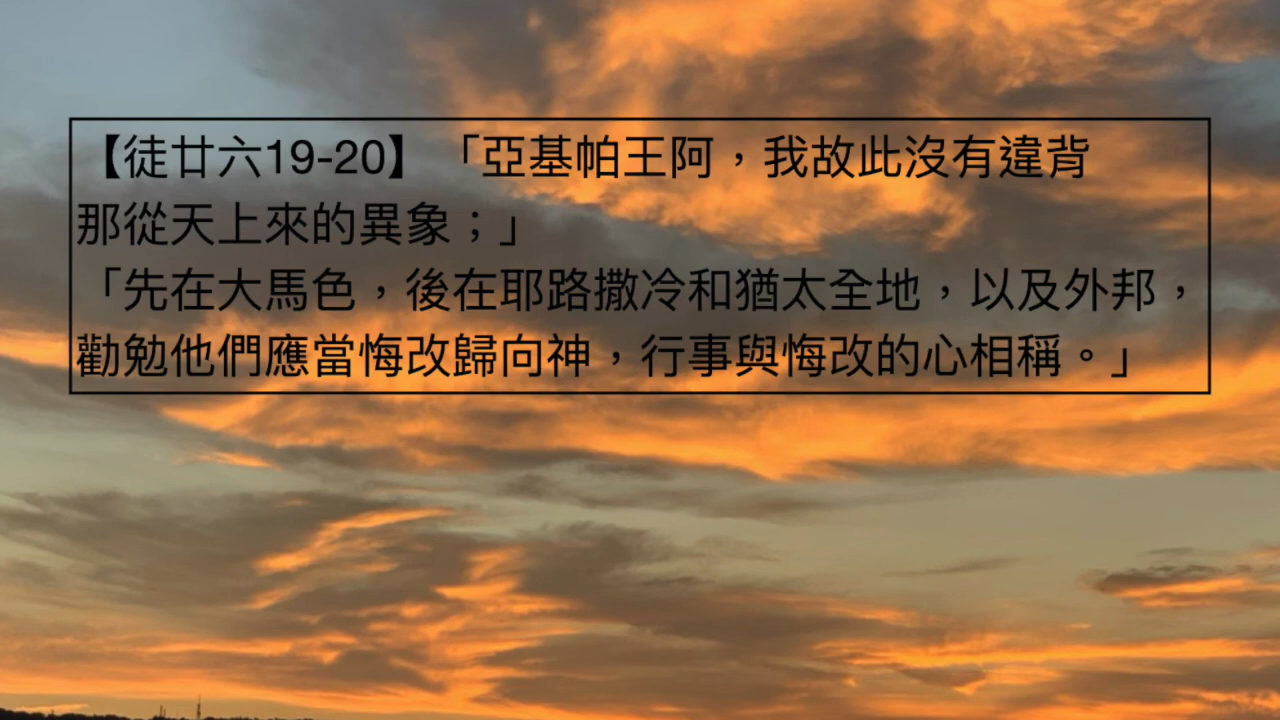 【徒廿六19-20】 「亞基帕王阿，我故此沒有違背
那從天上來的異象；」
「先在大馬色，後在耶路撒冷和猶太全地，以及外邦，
勸勉他們應當悔改歸向神，行事與悔改的心相稱。」